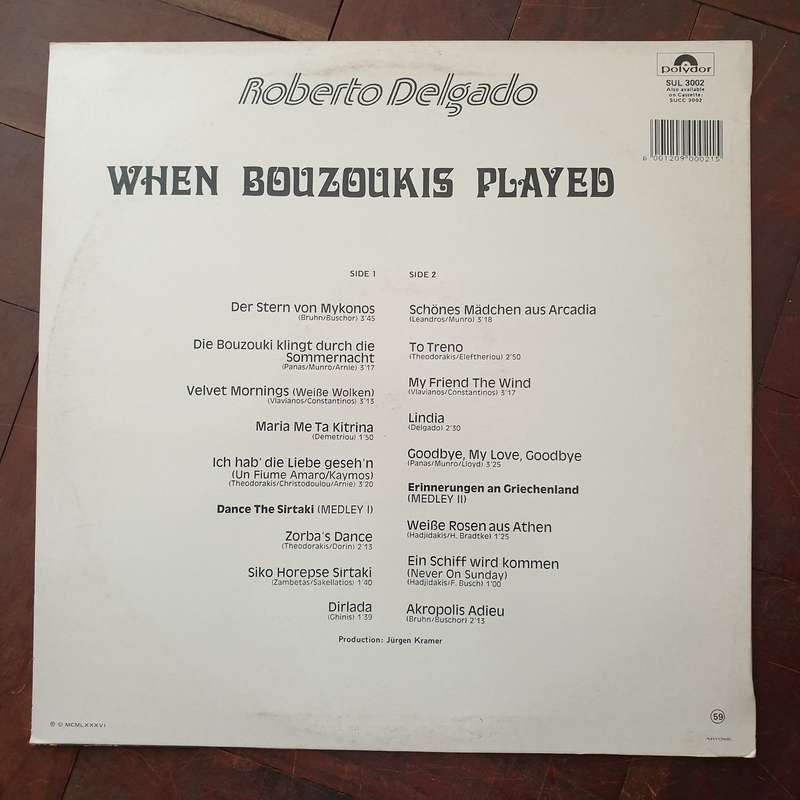 Roberto Delgado
Polydor
SUL 3002
Also available
on Cassette:
SUCC 3002
6 001209 000215
WHEN BOUZOUKIS PLAYED
SIDE 1
Der Stern von Mykonos
(Bruhn/Buschor) 3'45
Die Bouzouki klingt durch die
Sommernacht
(Panas/Munro/Arnie) 3'17
Velvet Mornings (Weiße Wolken)
(Vlavianos/Constantinos) 3'13
Maria Me Ta Kitrina
(Demetriou) 1'50
Ich hab' die Liebe geseh'n
(Un Fiume Amaro/Kaymos)
(Theodorakis/Christodoulou/Arnie) 3'20
Dance The Sirtaki (MEDLEY I)
Zorba's Dance
(Theodorakis/Dorin) 2'13
Siko Horepse Sirtaki
(Zambetas/Sakellatios) 1'40
Dirlada
(Ghinis) 1'39
SIDE 2
Schönes Mädchen aus Arcadia
(Leandros/Munro) 3'18
To Treno
(Theodorakis/Eleftheriou) 2'50
My Friend The Wind
(Vlavianos/Constantinos) 3'17
Lindia
(Delgado) 2'30
Goodbye, My Love, Goodbye
(Panas/Munro/Lloyd) 3'25
Erinnerungen an Griechenland
(MEDLEY II)
Weiße Rosen aus Athen
(Hadjidakis/H. Bradtke) 1'25
Ein Schiff wird kommen
(Never On Sunday)
(Hadjidakis/F. Busch) 1'00
Akropolis Adieu
(Bruhn/Buschor) 2'13
Production: Jürgen Kramer
℗ © MCMLXXXVI
59